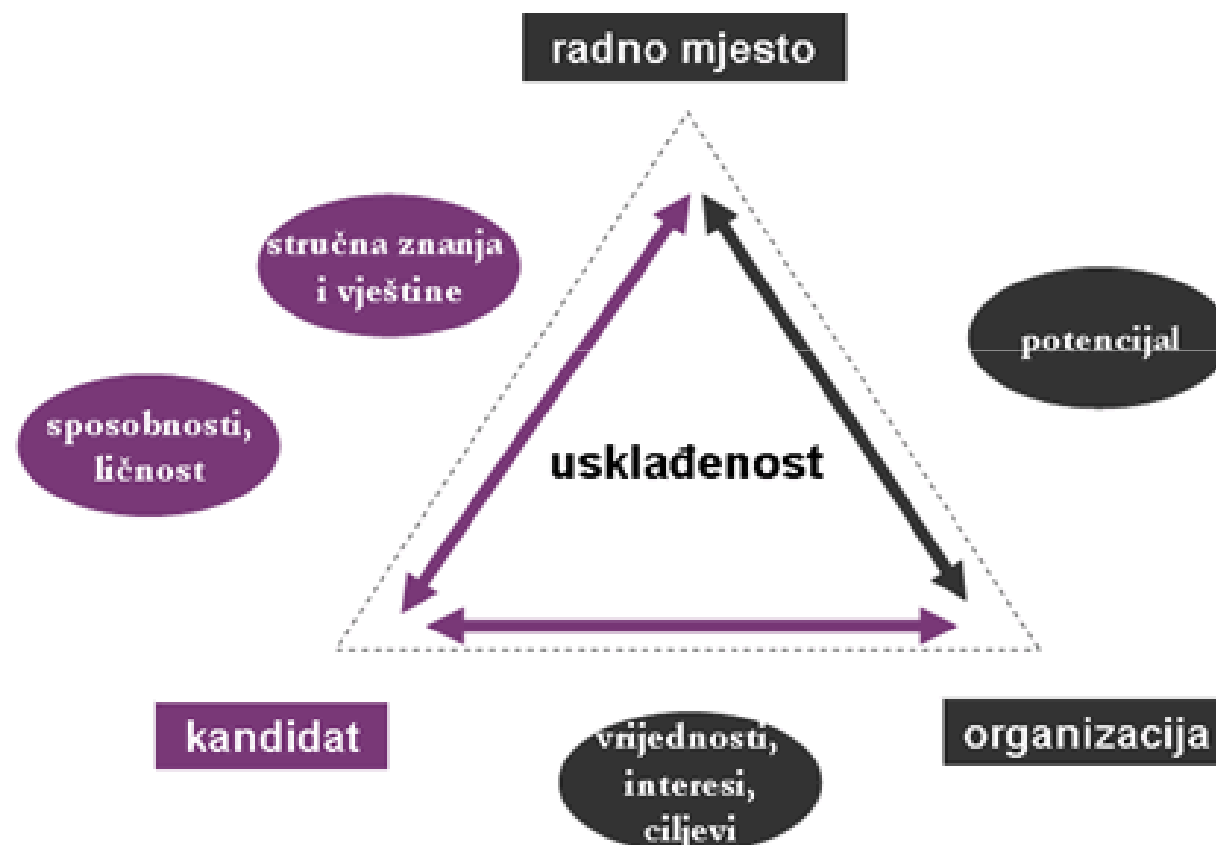 radno mjesto
stručna znanja
i vještine
potencijal
sposobnosti,
ličnost
usklađenost
kandidat
organizacija
vrijednosti,
interesi,
ciljevi